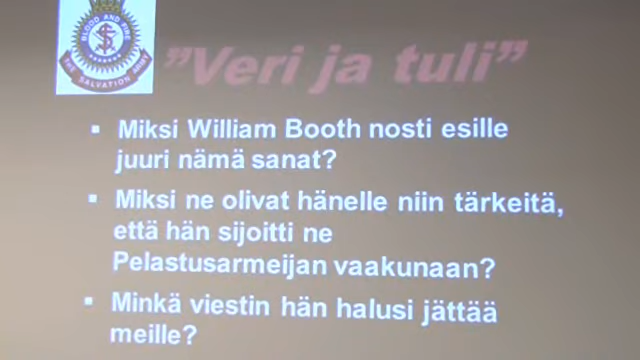 BLOOD AND FIRE
THE SALVATION ARMY
”Veri ja tuli”
▪ Miksi William Booth nosti esille
juuri nämä sanat?
▪ Miksi ne olivat hänelle niin tärkeitä,
että hän sijoitti ne
Pelastusarmeijan vaakunaan?
▪ Minkä viestin hän halusi jättää
meille?